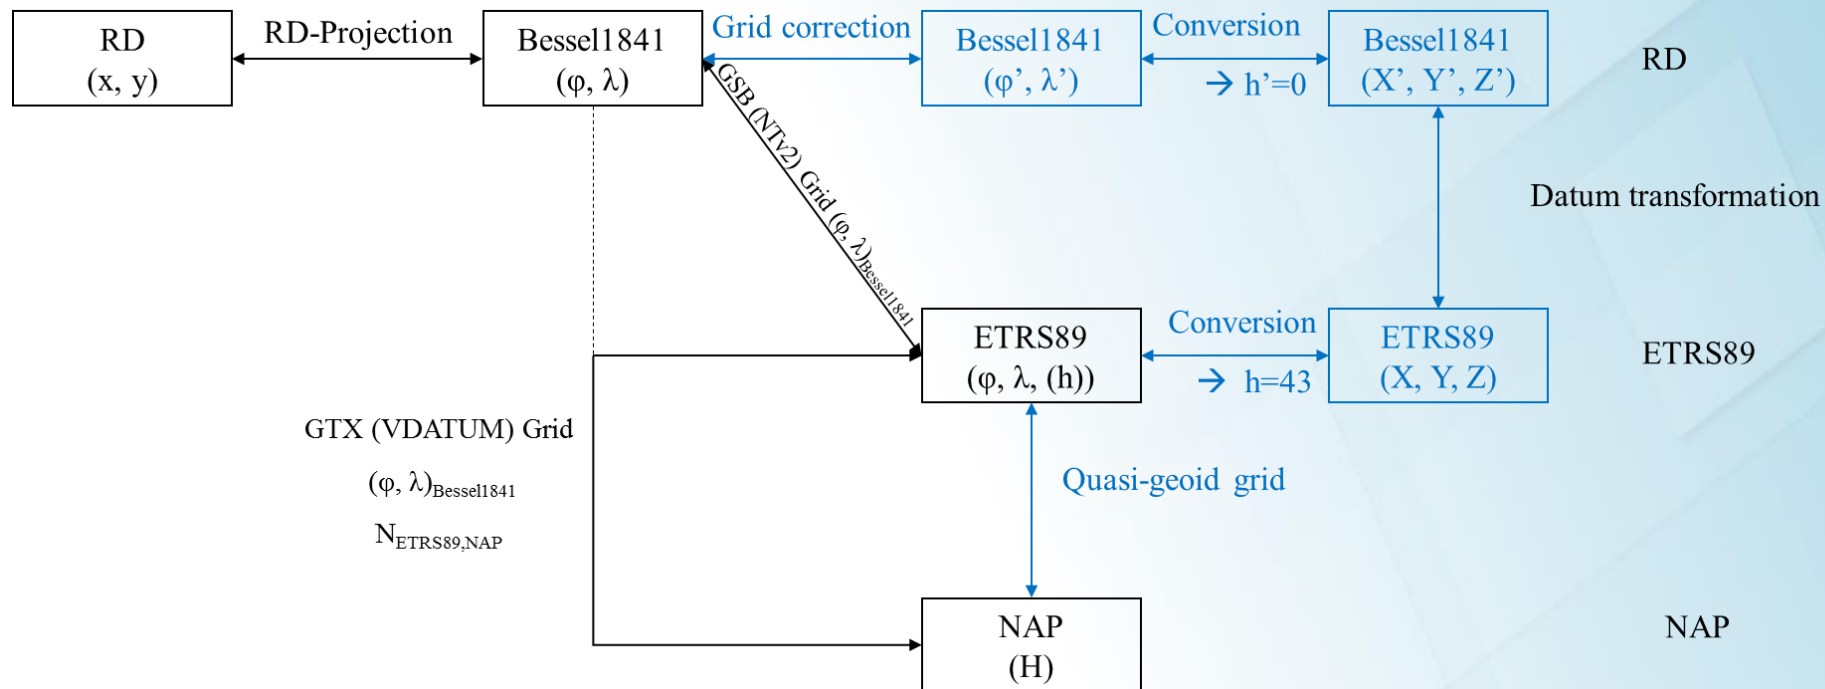 RD
(x, y)
RD-Projection
Bessel1841
(φ, λ)
Grid correction
Bessel1841
(φ’, λ’)
Conversion
→ h’=0
Bessel1841
(X’, Y’, Z’)
RD
GSB (NTv2) Grid (φ, λ)Bessel1841
Datum transformation
ETRS89
(φ, λ, (h))
Conversion
→ h=43
ETRS89
(X, Y, Z)
ETRS89
GTX (VDATUM) Grid
(φ, λ)Bessel1841
NETRS89,NAP
Quasi-geoid grid
NAP
(H)
NAP